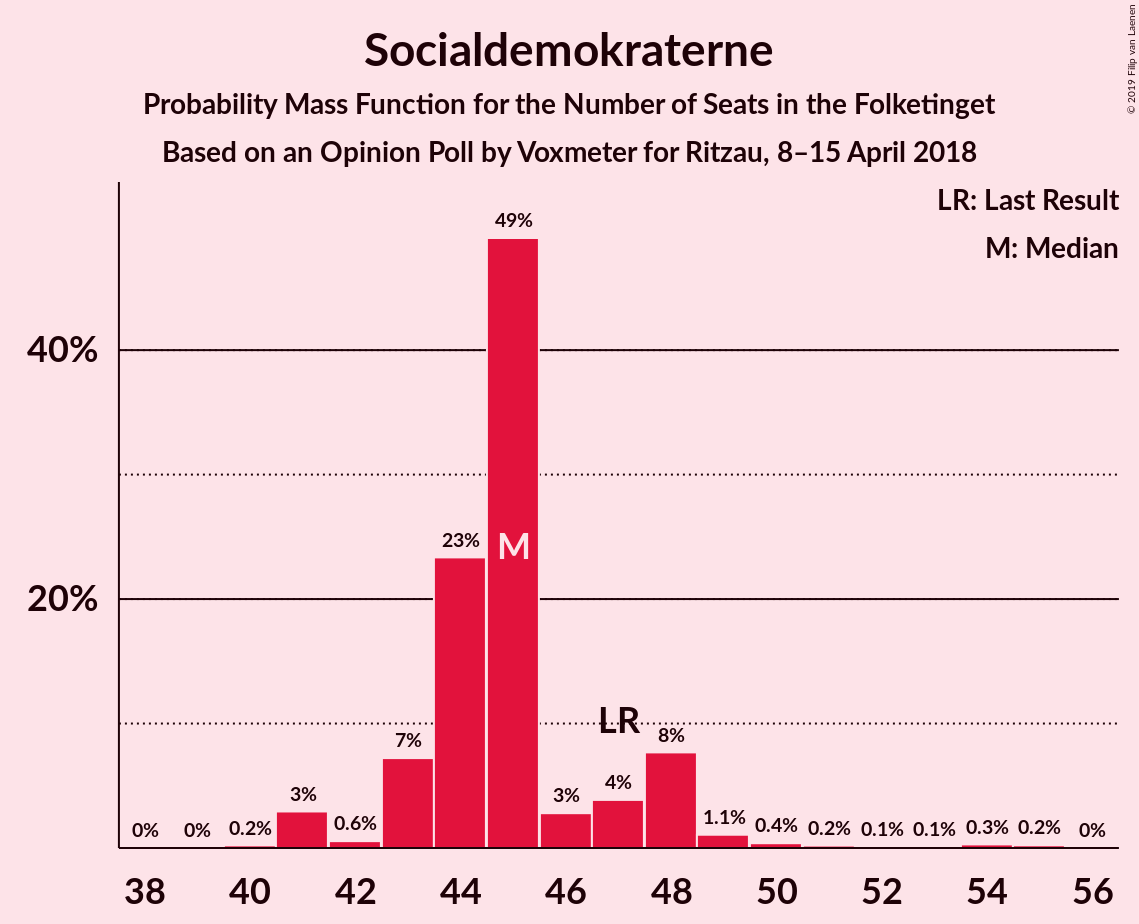 Socialdemokraterne
Probability Mass Function for the Number of Seats in the Folketinget
Based on an Opinion Poll by Voxmeter for Ritzau, 8–15 April 2018
© 2019 Filip van Laenen
LR: Last Result
M: Median
49%
40%
23%
M
20%
LR
8%
7%
4%
3%
3%
1.1%
0.6%
0.4%
0% 0% 0.2%
0.2% 0.1% 0.1% 0.3% 0.2% 0%
38 40 42 44 46 48 50 52 54 56